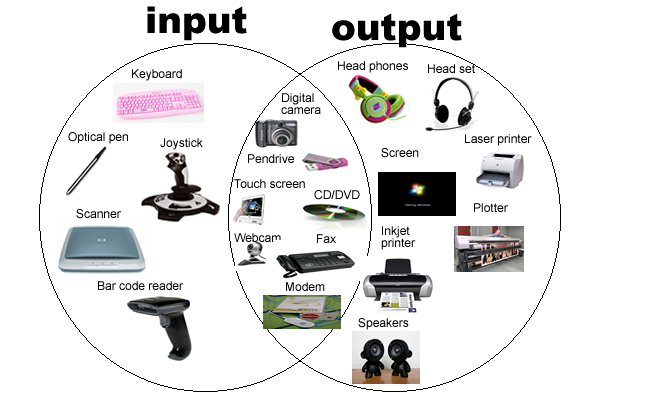 input
output
Keyboard
Optical pen
Joystick
Scanner
Bar code reader
Digital
camera
Pendrive
Touch screen
CD/DVD
Webcam
Fax
Modem
Head phones
Head set
Laser printer
Screen
Plotter
Inkjet
printer
Speakers